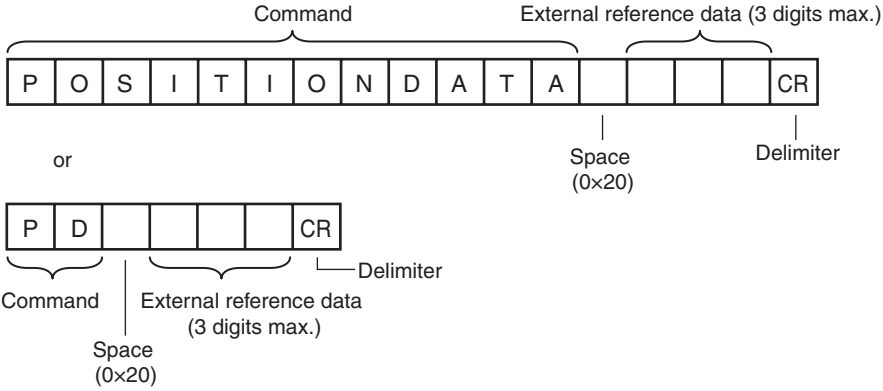 Command External reference data (3 digits max.)
P O S I T I O N D A T A CR
Space Delimiter
(0×20)
or
P D CR
Delimiter
Command External reference data
(3 digits max.)
Space
(0×20)